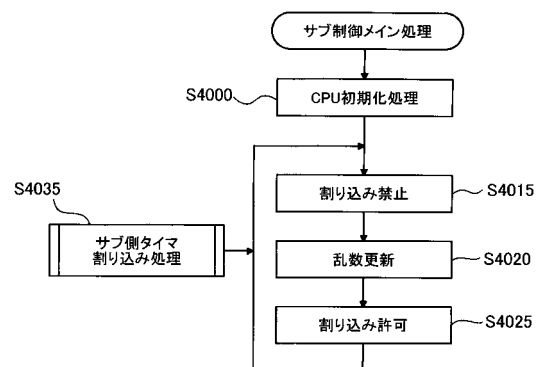 サブ制御メイン処理
S4000
CPU初期化処理
S4035
割り込み禁止
S4015
サブ側タイマ
割り込み処理
乱数更新
S4020
割り込み許可
S4025